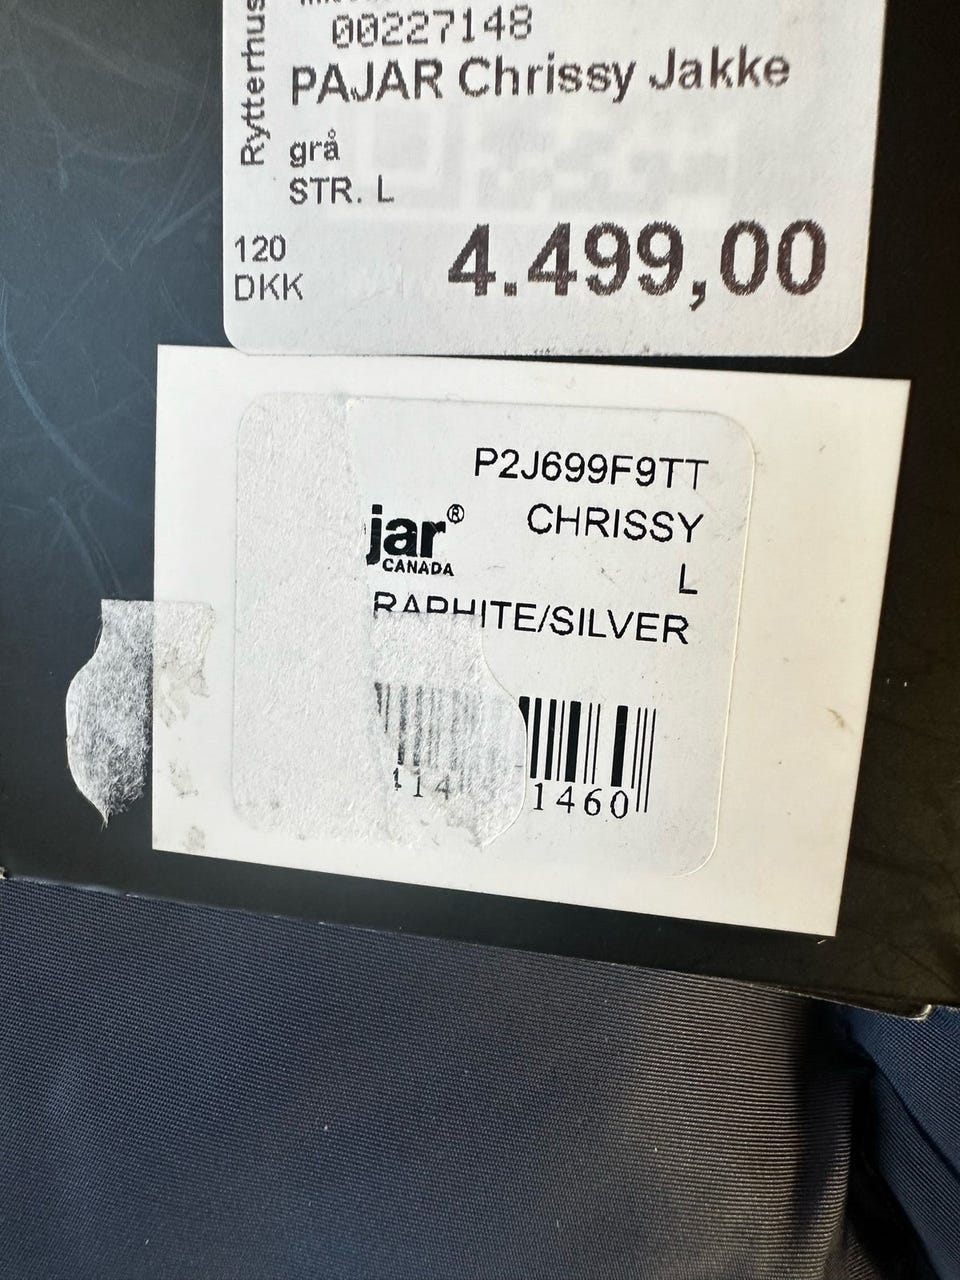 Rytterhus
00227148
PAJAR Chrissy Jakke
grå
STR. L
120
DKK
4.499,00
P2J699F9TT
CHRISSY
jar®
CANADA
L
RAPHITE/SILVER
114
1460